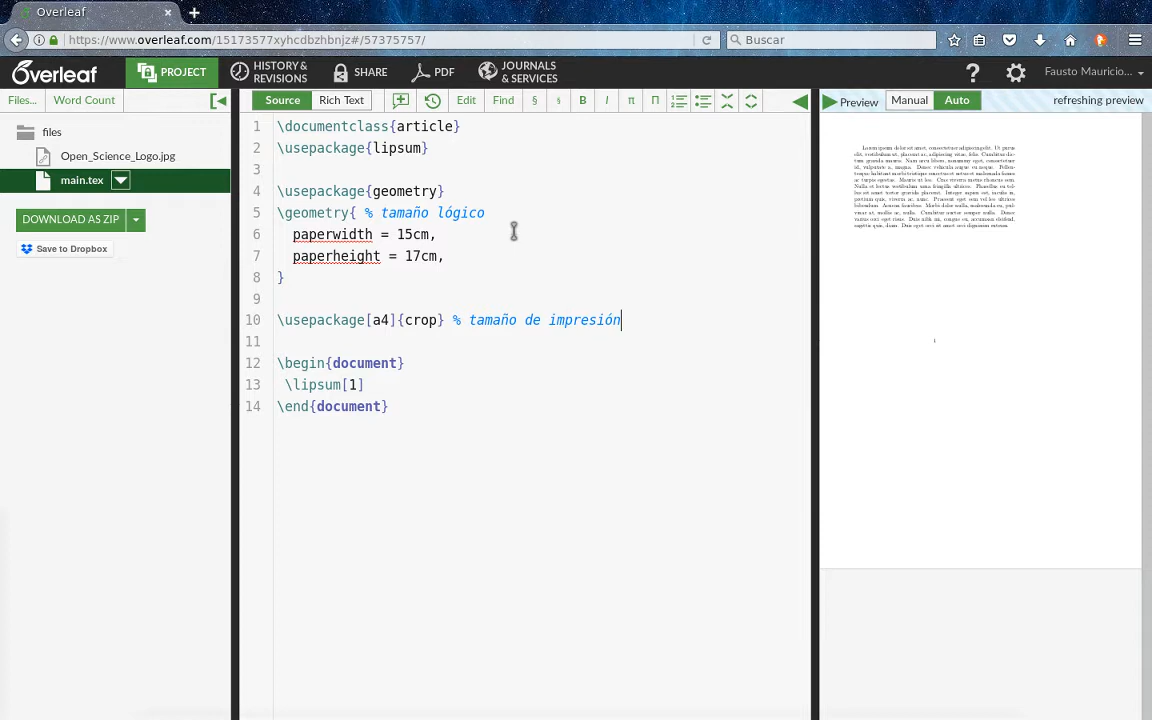 Overleaf
https://www.overleaf.com/15173577xyhcdbzhbnjz#/57375757/
Buscar
Overleaf
PROJECT
HISTORY & REVISIONS
SHARE
PDF
JOURNALS & SERVICES
?
Fausto Mauricio...
Files...
Word Count
Source
Rich Text
Edit
Find
§
§
B
I
π
Π
Preview
Manual
Auto
refreshing preview
files
Open_Science_Logo.jpg
main.tex
DOWNLOAD AS ZIP
Save to Dropbox
1 \documentclass{article}
2 \usepackage{lipsum}
3
4 \usepackage{geometry}
5 \geometry{ % tamaño lógico
6 paperwidth = 15cm,
7 paperheight = 17cm,
8 }
9
10 \usepackage[a4]{crop} % tamaño de impresión
11
12 \begin{document}
13 \lipsum[1]
14 \end{document}